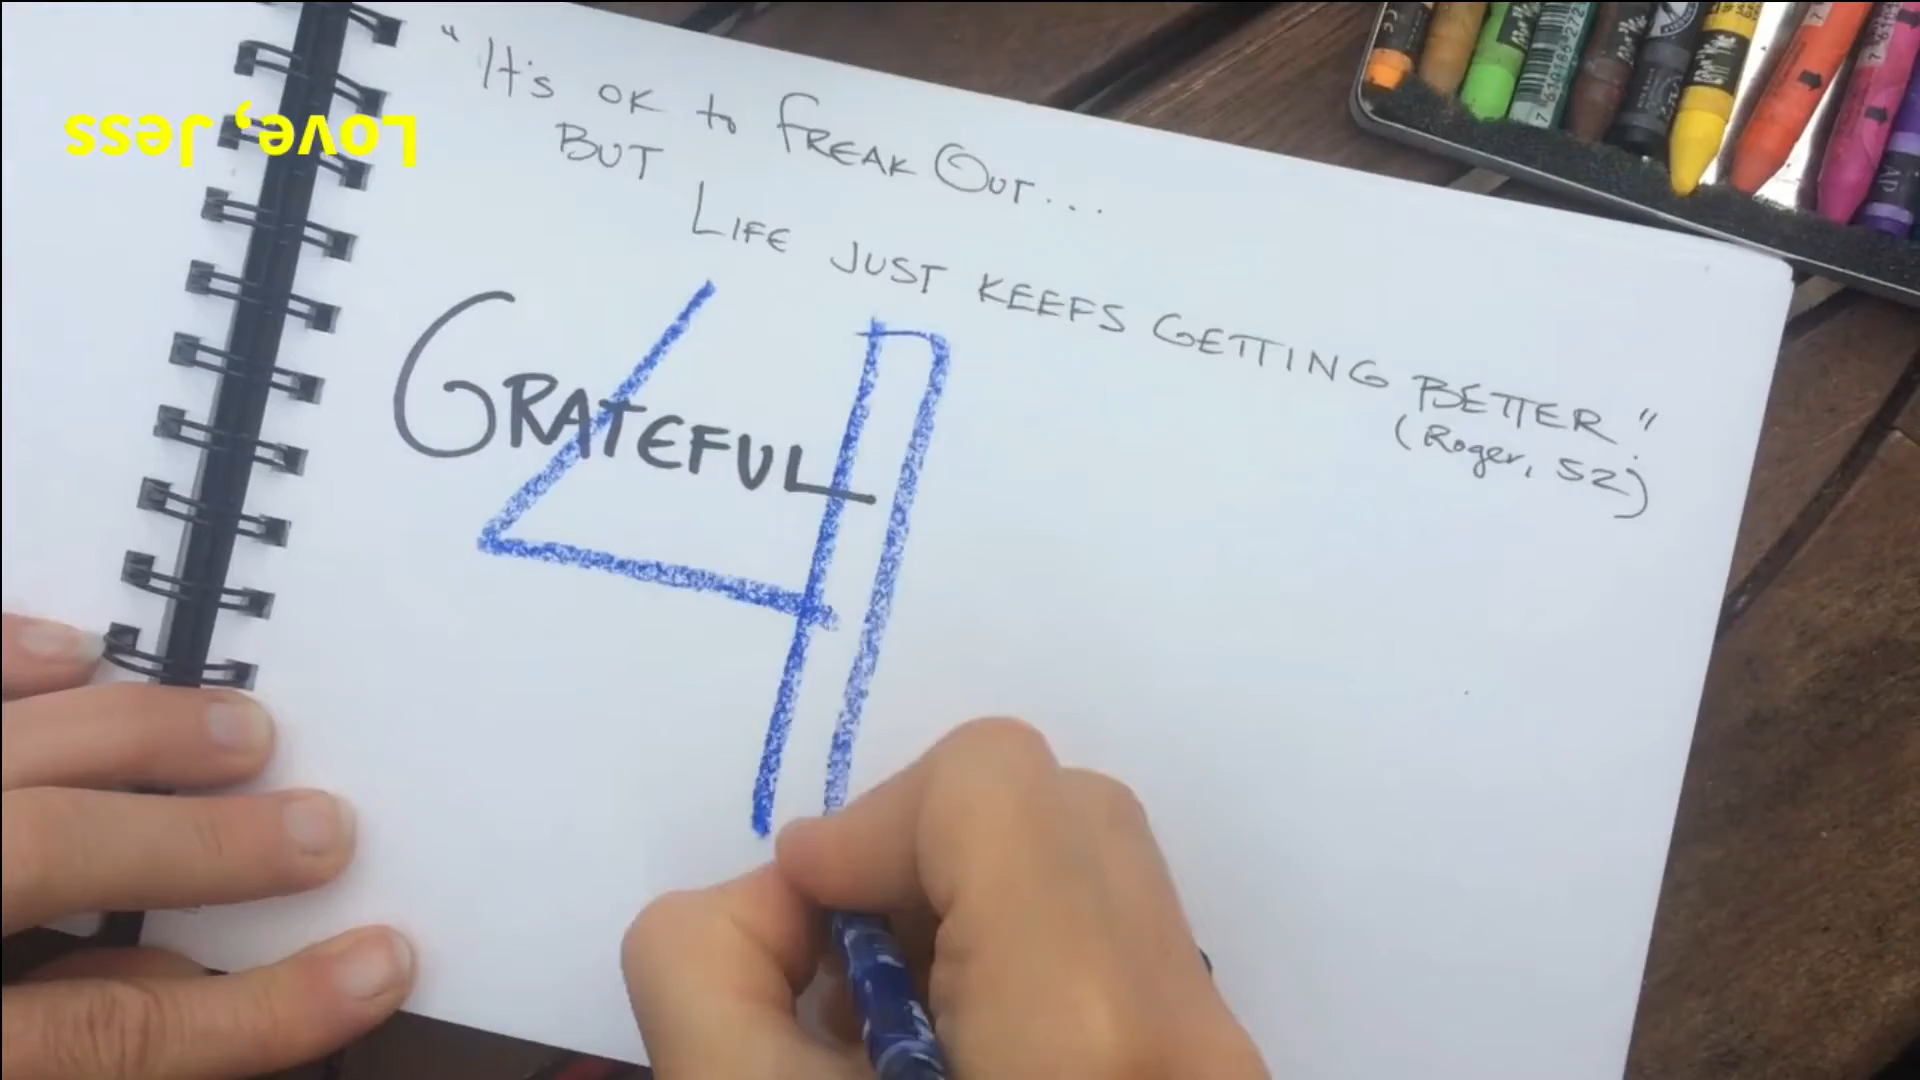 Love, Jess
"It's OK to FREAK OUT...
BUT
LIFE JUST KEEPS GETTING BETTER."
(Roger, 52)
GRATEFUL
4